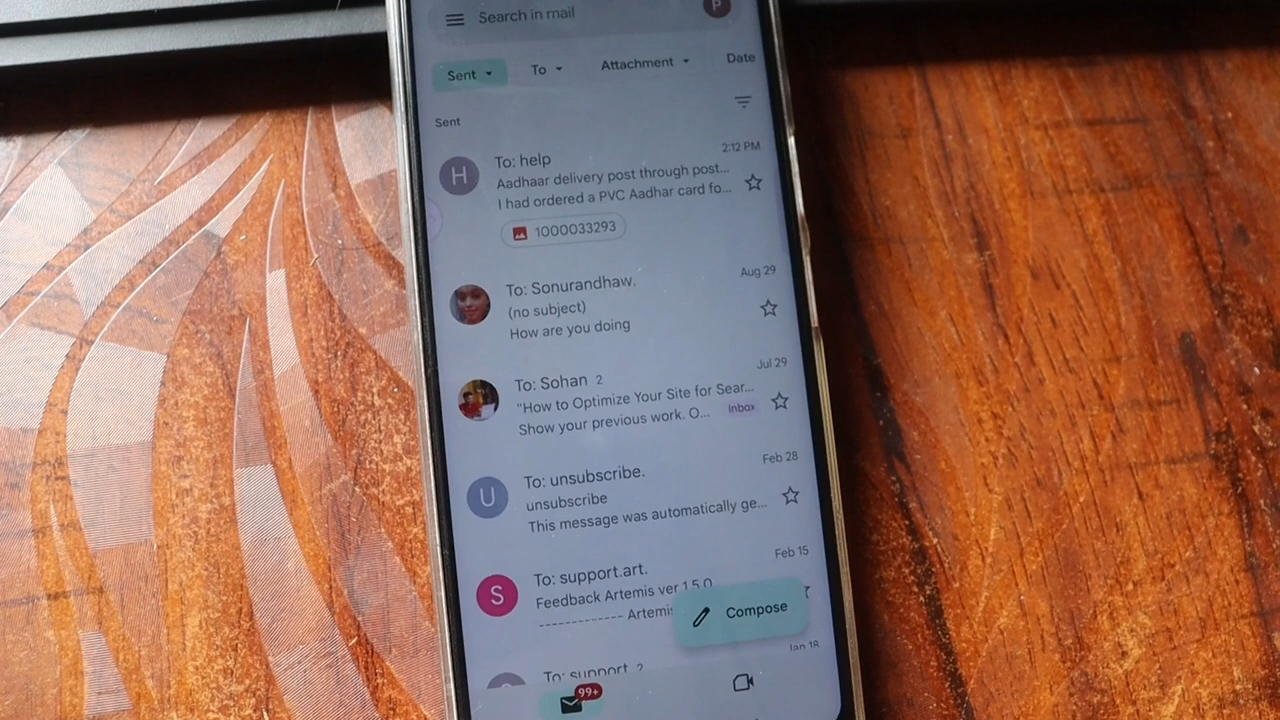 Search in mail
P
Sent
To
Attachment
Date
Sent
H
To: help
2:12 PM
Aadhaar delivery post through post...
I had ordered a PVC Aadhar card fo...
1000033293
To: Sonurandhaw.
Aug 29
(no subject)
How are you doing
To: Sohan 2
Jul 29
"How to Optimize Your Site for Sear...
Show your previous work. O...
Inbox
U
To: unsubscribe.
Feb 28
unsubscribe
This message was automatically ge...
S
To: support.art.
Feb 15
Feedback Artemis ver 1.5.0
------------- Artemis
Compose
To: support 2
Jan 18
99+